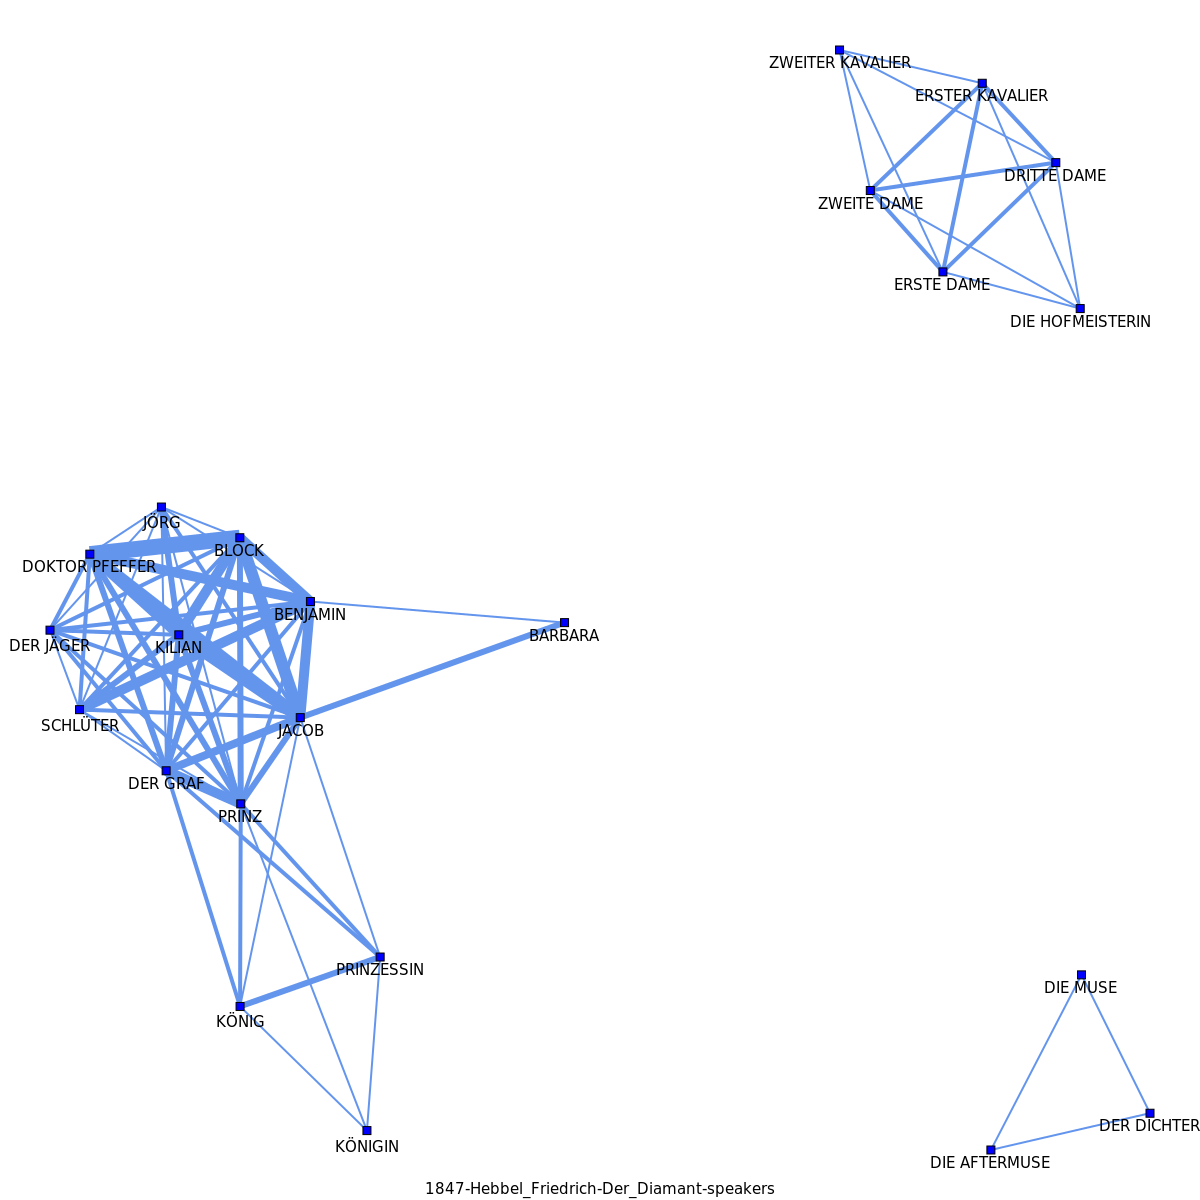 ZWEITER KAVALIER
ERSTER KAVALIER
DRITTE DAME
ZWEITE DAME
ERSTE DAME
DIE HOFMEISTERIN
JÖRG
BLOCK
DOKTOR PFEFFER
BENJAMIN
BARBARA
DER JÄGER
KILIAN
SCHLÜTER
JACOB
DER GRAF
PRINZ
PRINZESSIN
DIE MUSE
KÖNIG
DER DICHTER
KÖNIGIN
DIE AFTERMUSE
1847-Hebbel_Friedrich-Der_Diamant-speakers